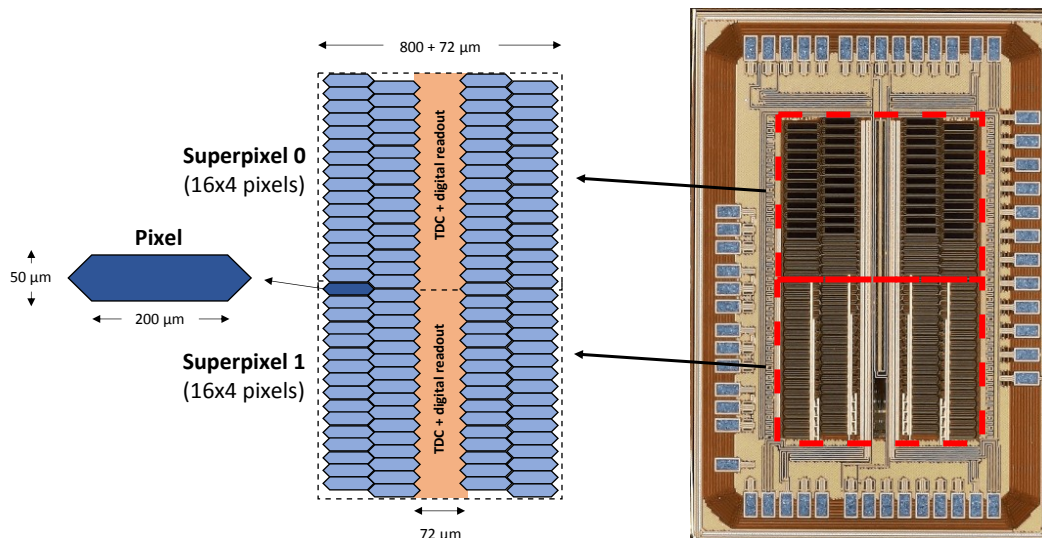 800 + 72 µm
Superpixel 0
(16x4 pixels)
TDC + digital readout
Pixel
50 µm
200 µm
Superpixel 1
(16x4 pixels)
TDC + digital readout
72 µm